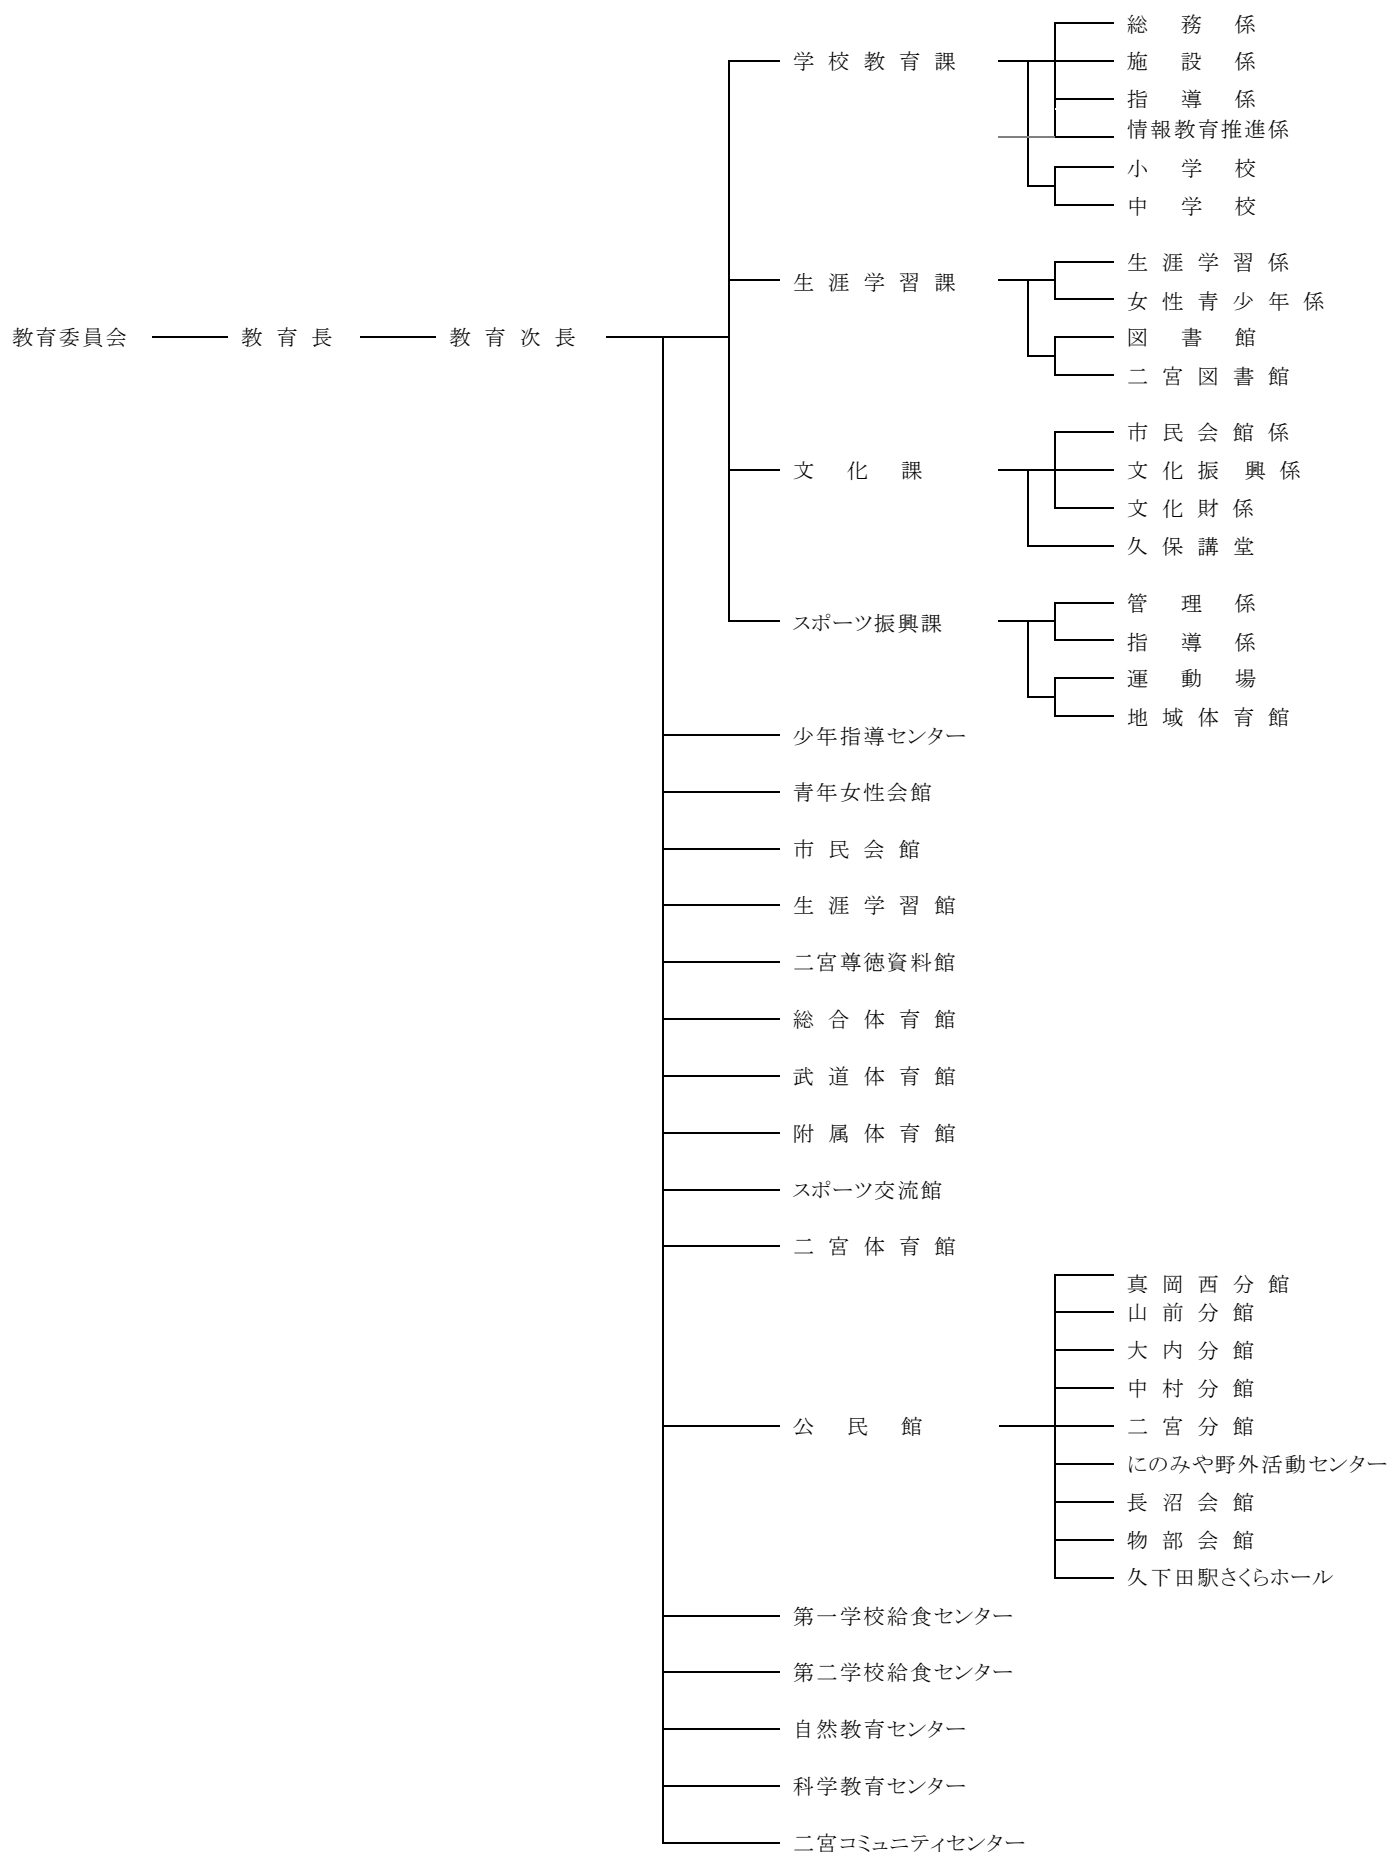 総務係
学校教育課
施設係
指導係
情報教育推進係
小学校
中学校
生涯学習係
生涯学習課
女性青少年係
教育委員会 教育長 教育次長
図書館
二宮図書館
市民会館係
文化課
文化振興係
文化財係
久保講堂
管理係
スポーツ振興課
指導係
運動場
地域体育館
少年指導センター
青年女性会館
市民会館
生涯学習館
二宮尊徳資料館
総合体育館
武道体育館
附属体育館
スポーツ交流館
二宮体育館
真岡西分館
山前分館
大内分館
中村分館
公民館
二宮分館
にのみや野外活動センター
長沼会館
物部会館
久下田駅さくらホール
第一学校給食センター
第二学校給食センター
自然教育センター
科学教育センター
二宮コミュニティセンター